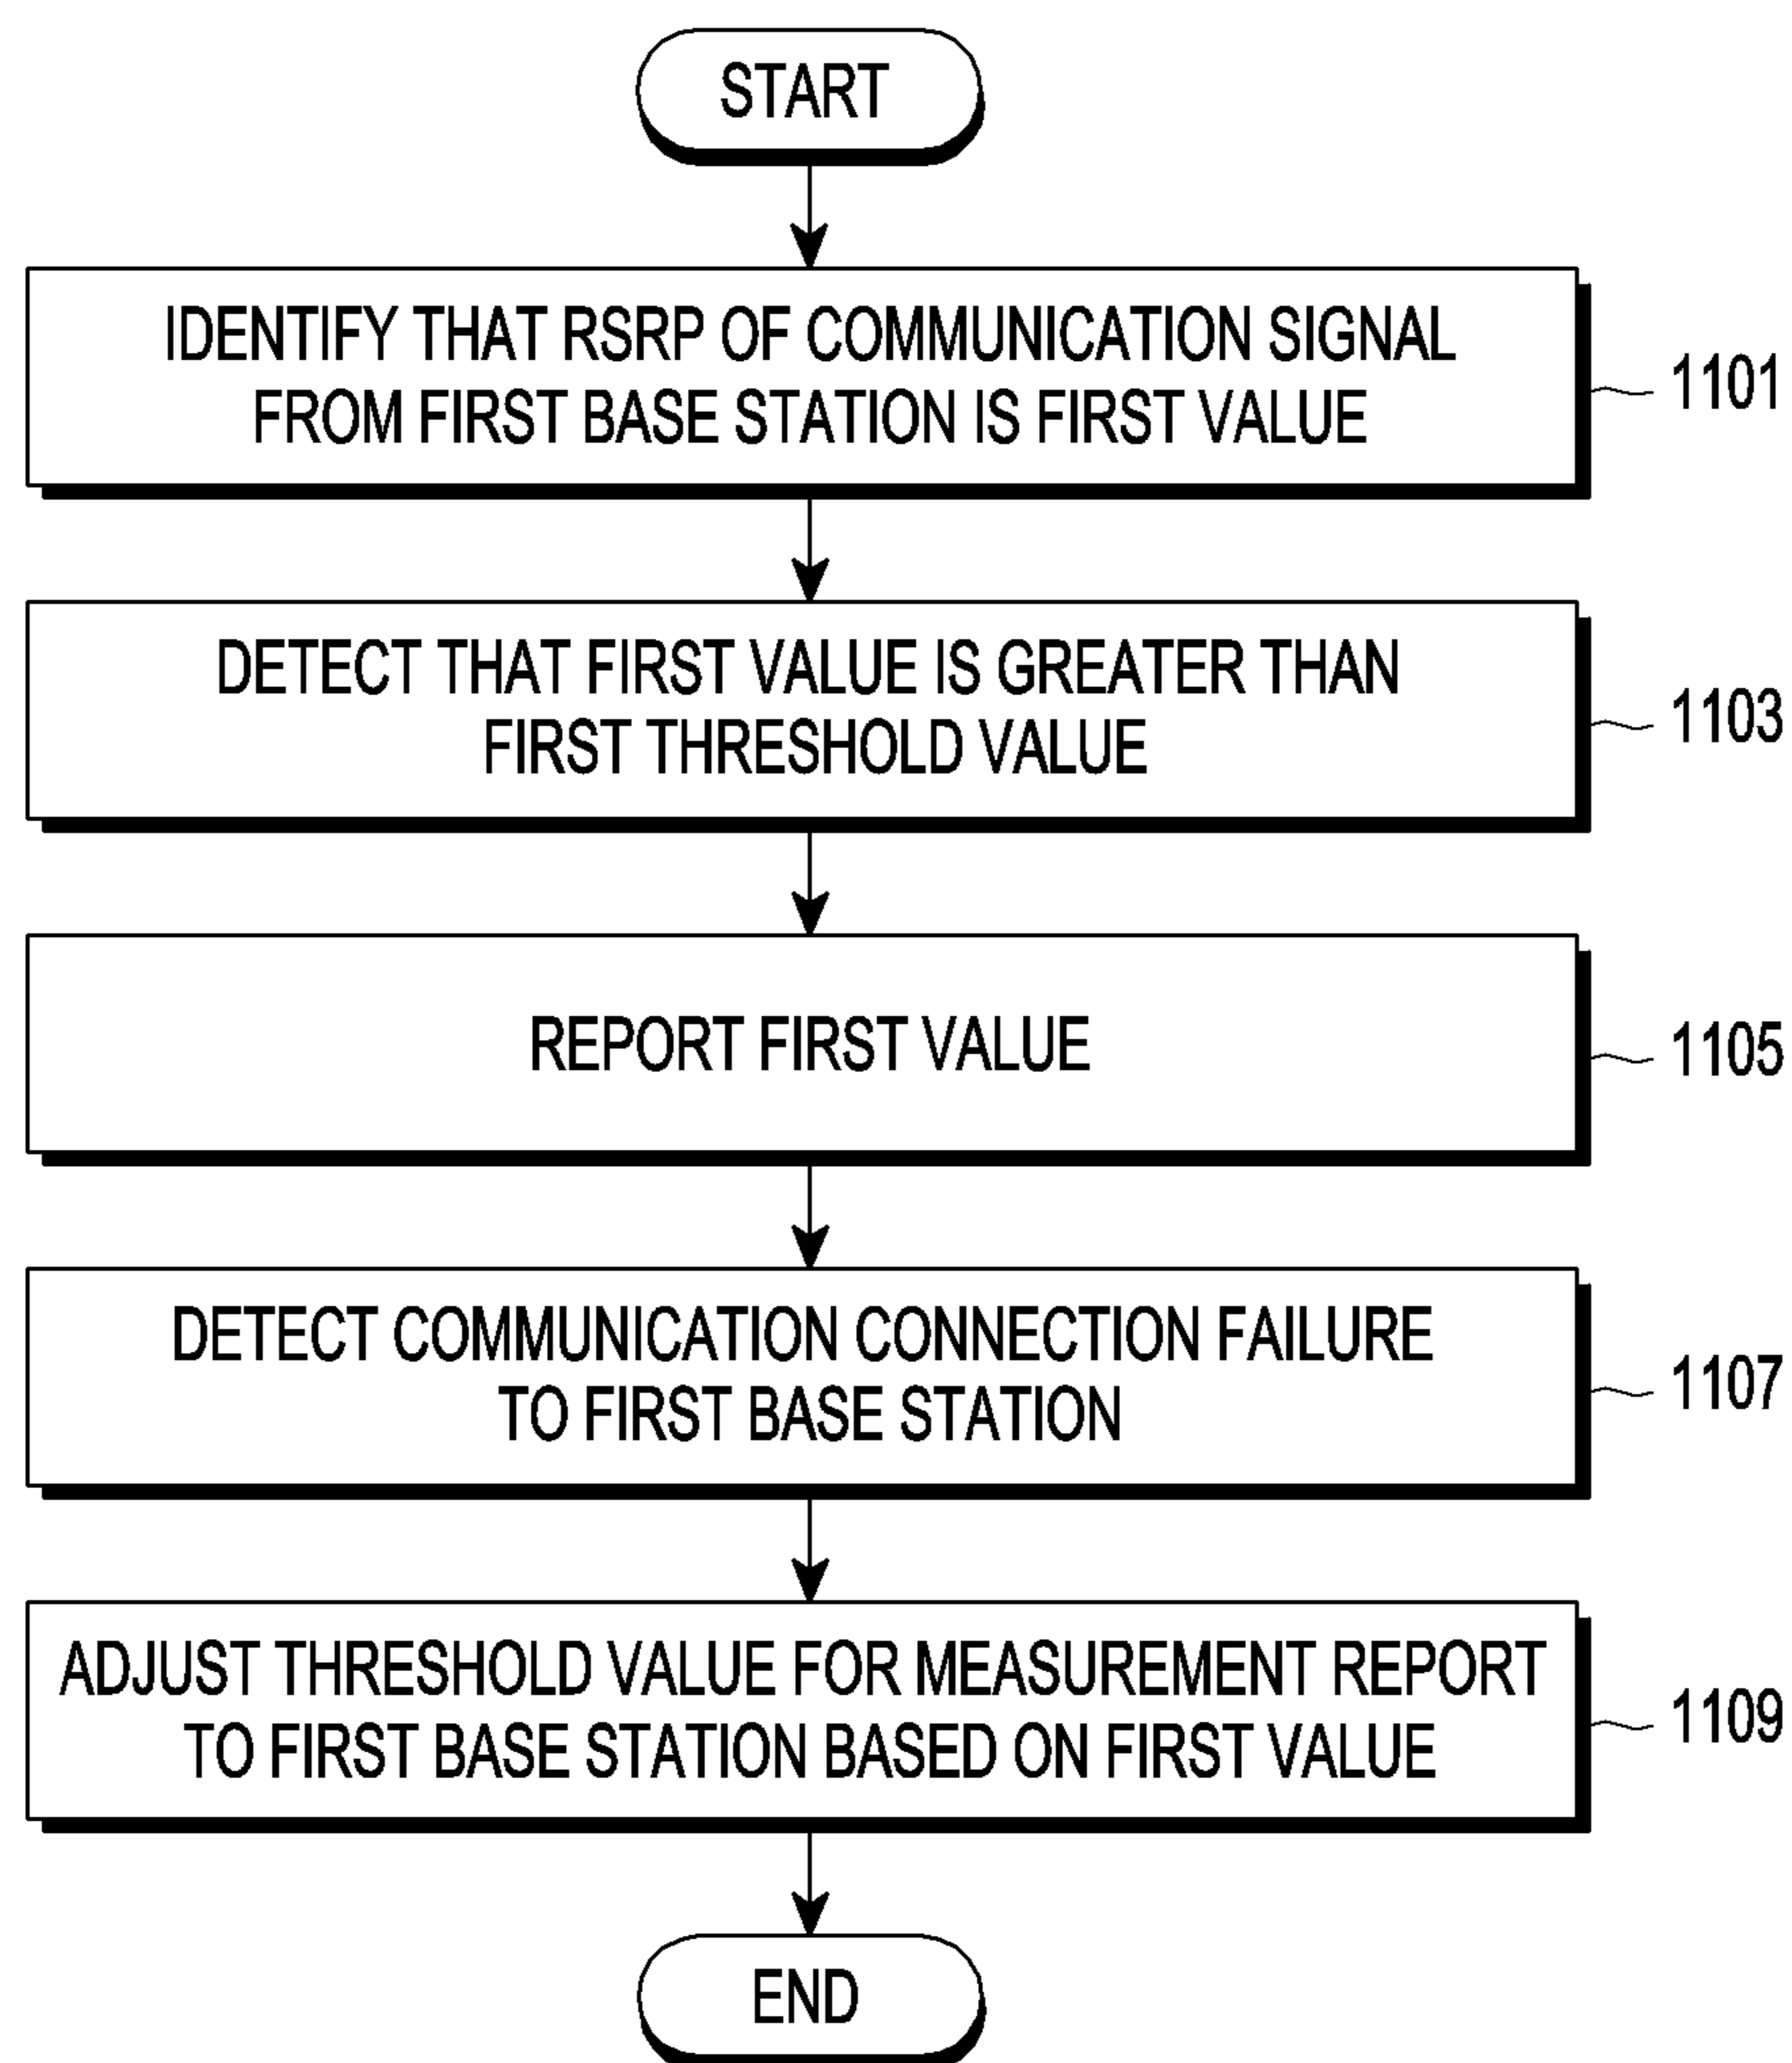 START
IDENTIFY THAT RSRP OF COMMUNICATION SIGNAL
FROM FIRST BASE STATION IS FIRST VALUE
1101
DETECT THAT FIRST VALUE IS GREATER THAN
FIRST THRESHOLD VALUE
1103
REPORT FIRST VALUE
1105
DETECT COMMUNICATION CONNECTION FAILURE
TO FIRST BASE STATION
1107
ADJUST THRESHOLD VALUE FOR MEASUREMENT REPORT
TO FIRST BASE STATION BASED ON FIRST VALUE
1109
END